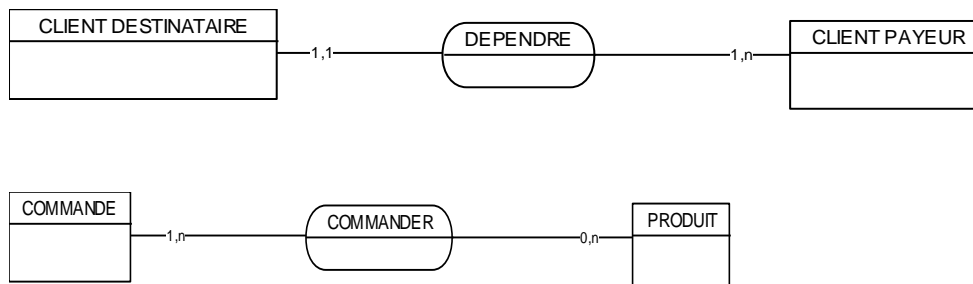 CLIENT DESTINATAIRE
1,1
DEPENDRE
1,n
CLIENT PAYEUR
COMMANDE
1,n
COMMANDER
0,n
PRODUIT